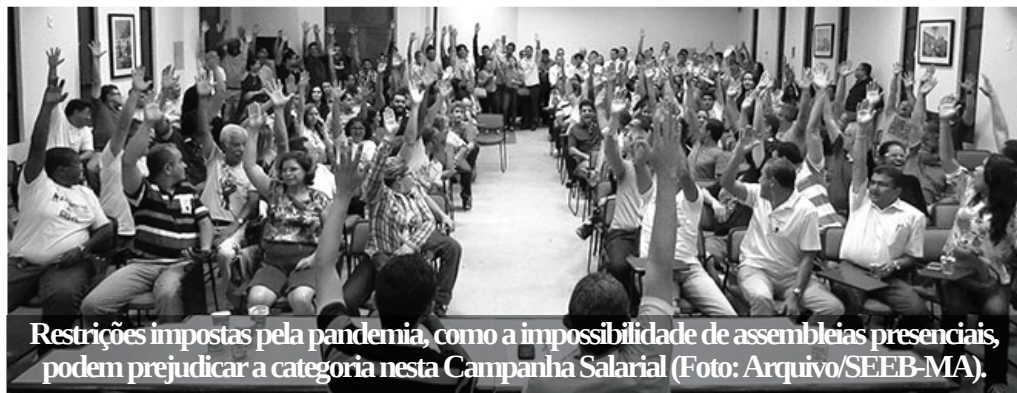 Restrições impostas pela pandemia, como a impossibilidade de assembleias presenciais,
podem prejudicar a categoria nesta Campanha Salarial (Foto: Arquivo/SEEB-MA).